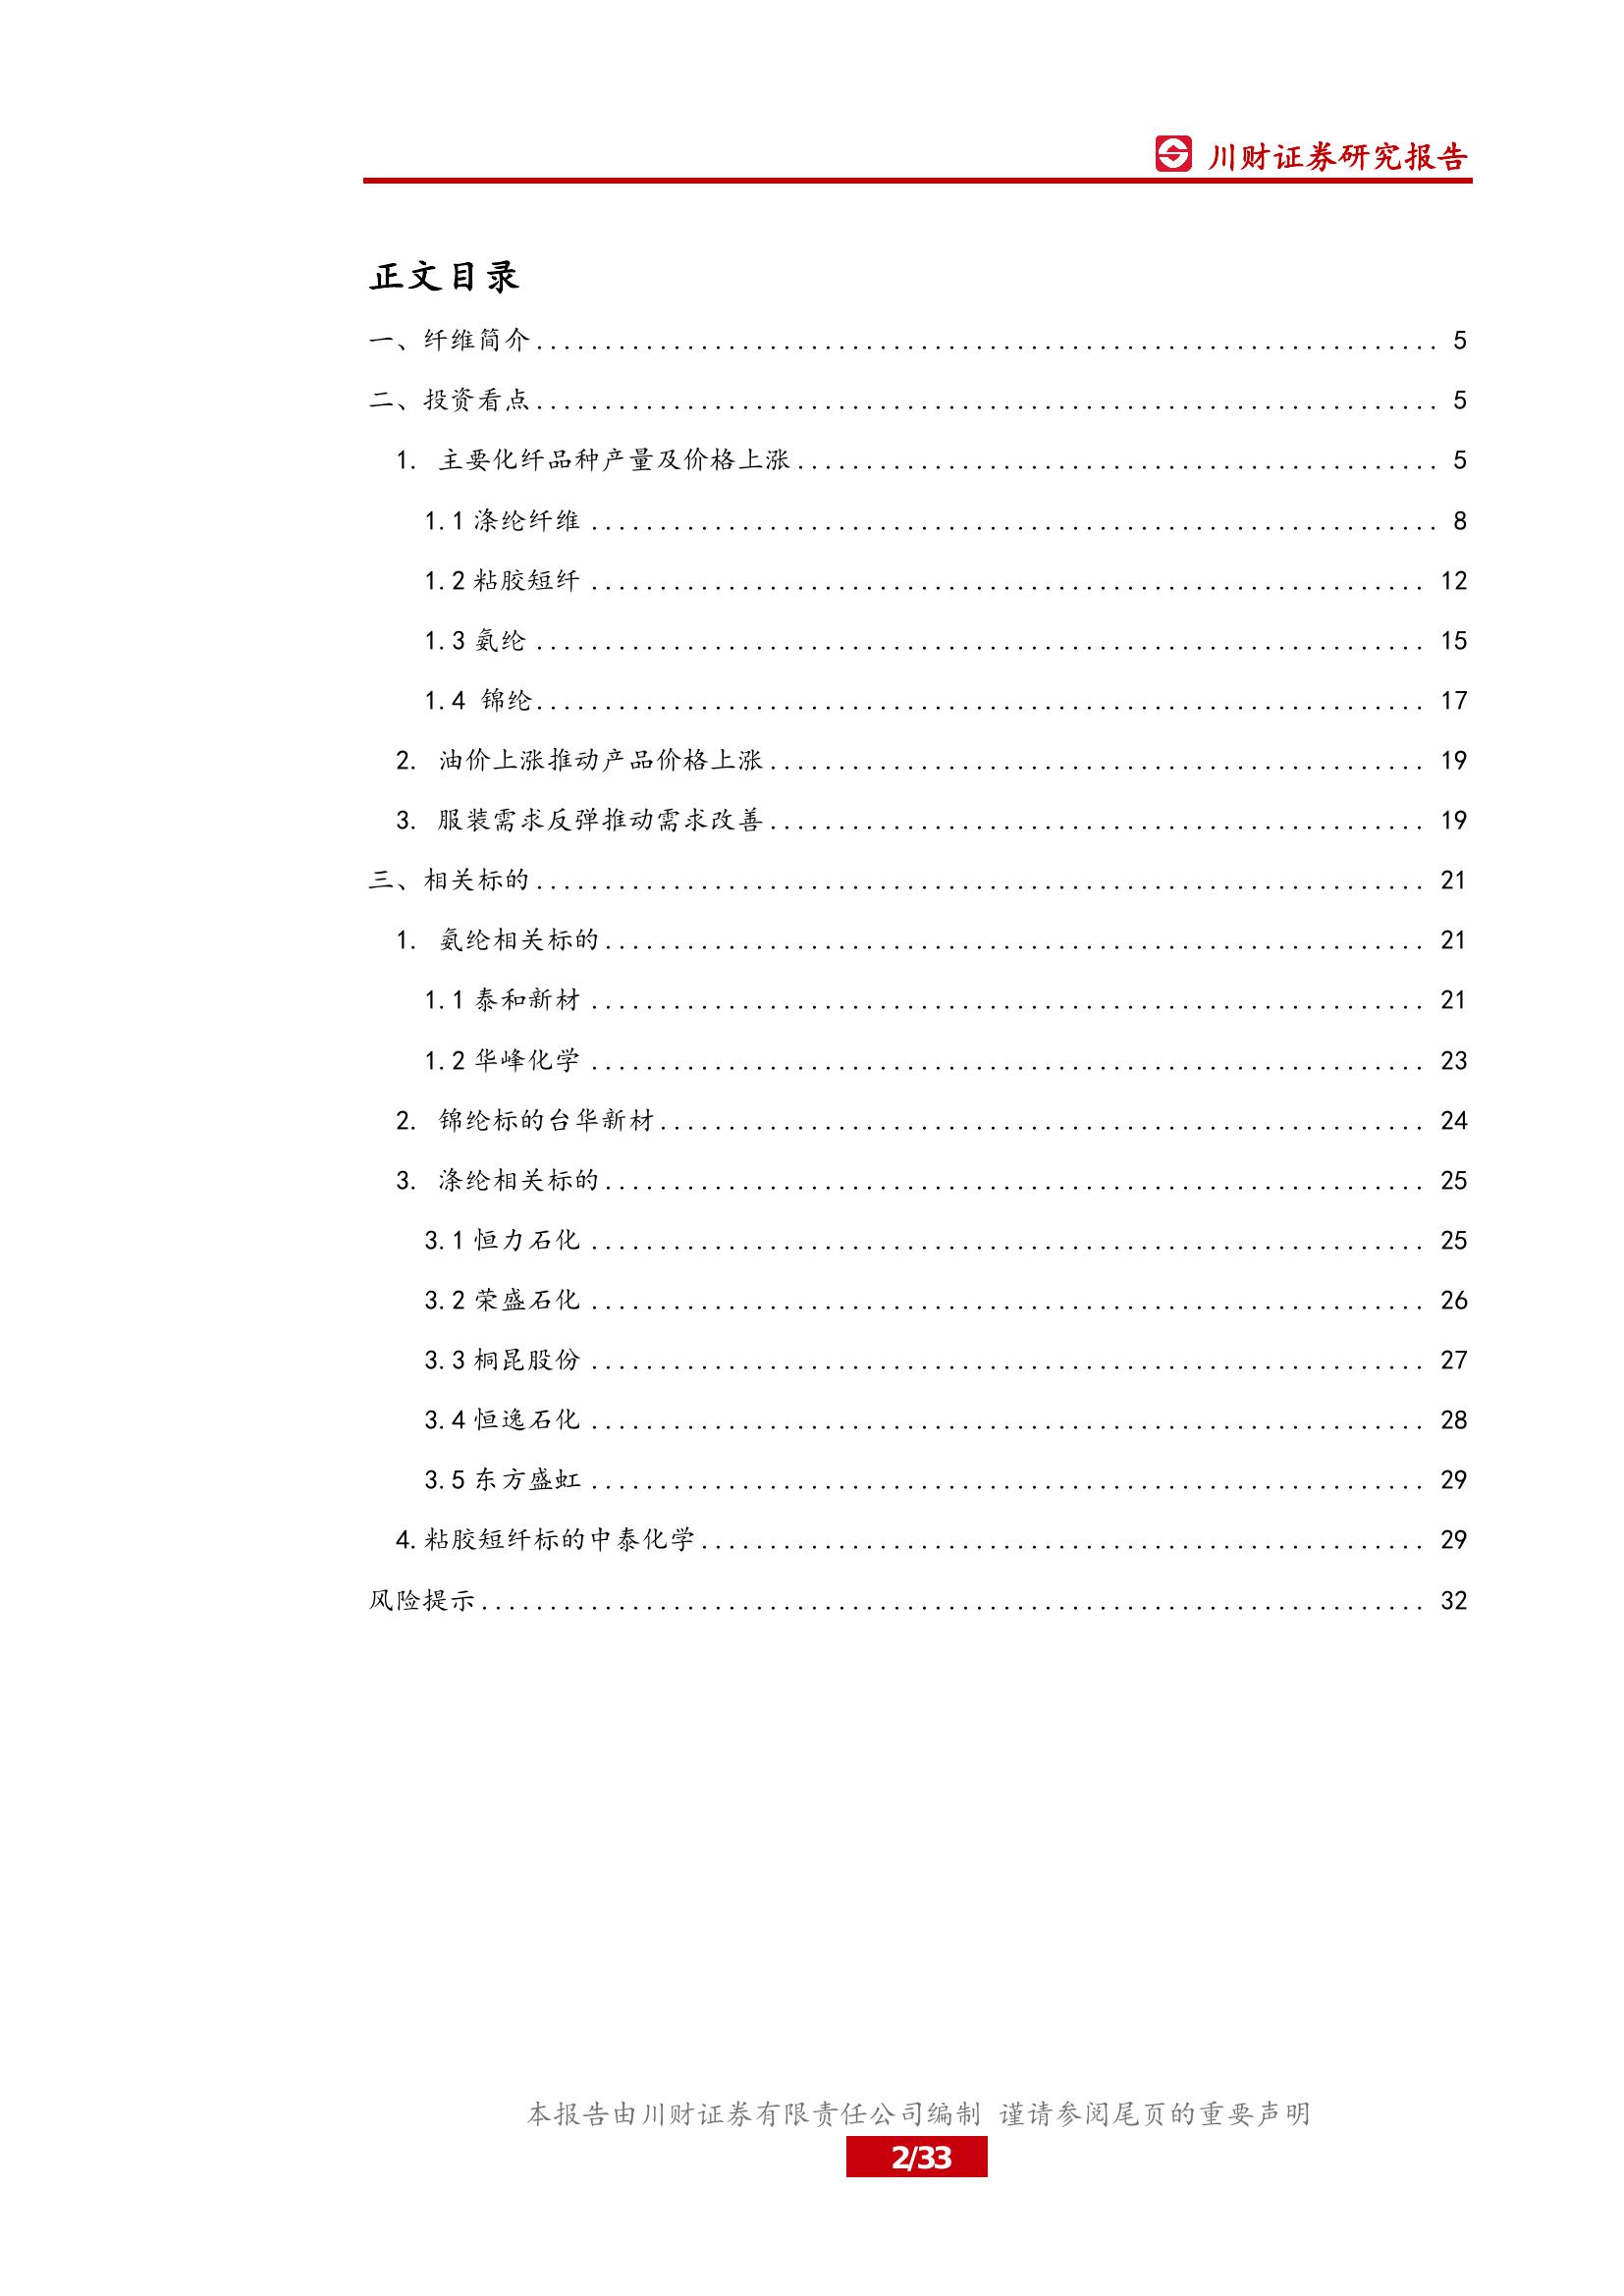 川财证券研究报告
正文目录
一、纤维简介 5
二、投资看点 5
1. 主要化纤品种产量及价格上涨 5
1.1 涤纶纤维 8
1.2 粘胶短纤 12
1.3 氨纶 15
1.4 锦纶 17
2. 油价上涨推动产品价格上涨 19
3. 服装需求反弹推动需求改善 19
三、相关标的 21
1. 氨纶相关标的 21
1.1 泰和新材 21
1.2 华峰化学 23
2. 锦纶标的台华新材 24
3. 涤纶相关标的 25
3.1 恒力石化 25
3.2 荣盛石化 26
3.3 桐昆股份 27
3.4 恒逸石化 28
3.5 东方盛虹 29
4.粘胶短纤标的中泰化学 29
风险提示 32
本报告由川财证券有限责任公司编制 谨请参阅尾页的重要声明
2/33